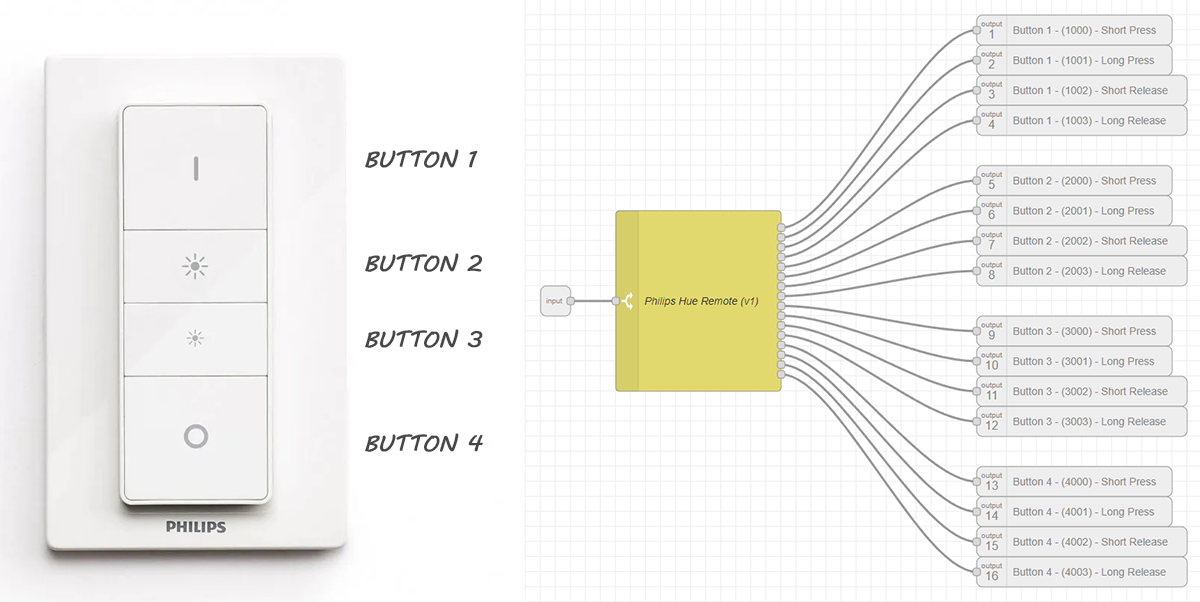 BUTTON 1
BUTTON 2
BUTTON 3
BUTTON 4
PHILIPS
input
Philips Hue Remote (v1)
output 1 Button 1 - (1000) - Short Press
output 2 Button 1 - (1001) - Long Press
output 3 Button 1 - (1002) - Short Release
output 4 Button 1 - (1003) - Long Release
output 5 Button 2 - (2000) - Short Press
output 6 Button 2 - (2001) - Long Press
output 7 Button 2 - (2002) - Short Release
output 8 Button 2 - (2003) - Long Release
output 9 Button 3 - (3000) - Short Press
output 10 Button 3 - (3001) - Long Press
output 11 Button 3 - (3002) - Short Release
output 12 Button 3 - (3003) - Long Release
output 13 Button 4 - (4000) - Short Press
output 14 Button 4 - (4001) - Long Press
output 15 Button 4 - (4002) - Short Release
output 16 Button 4 - (4003) - Long Release